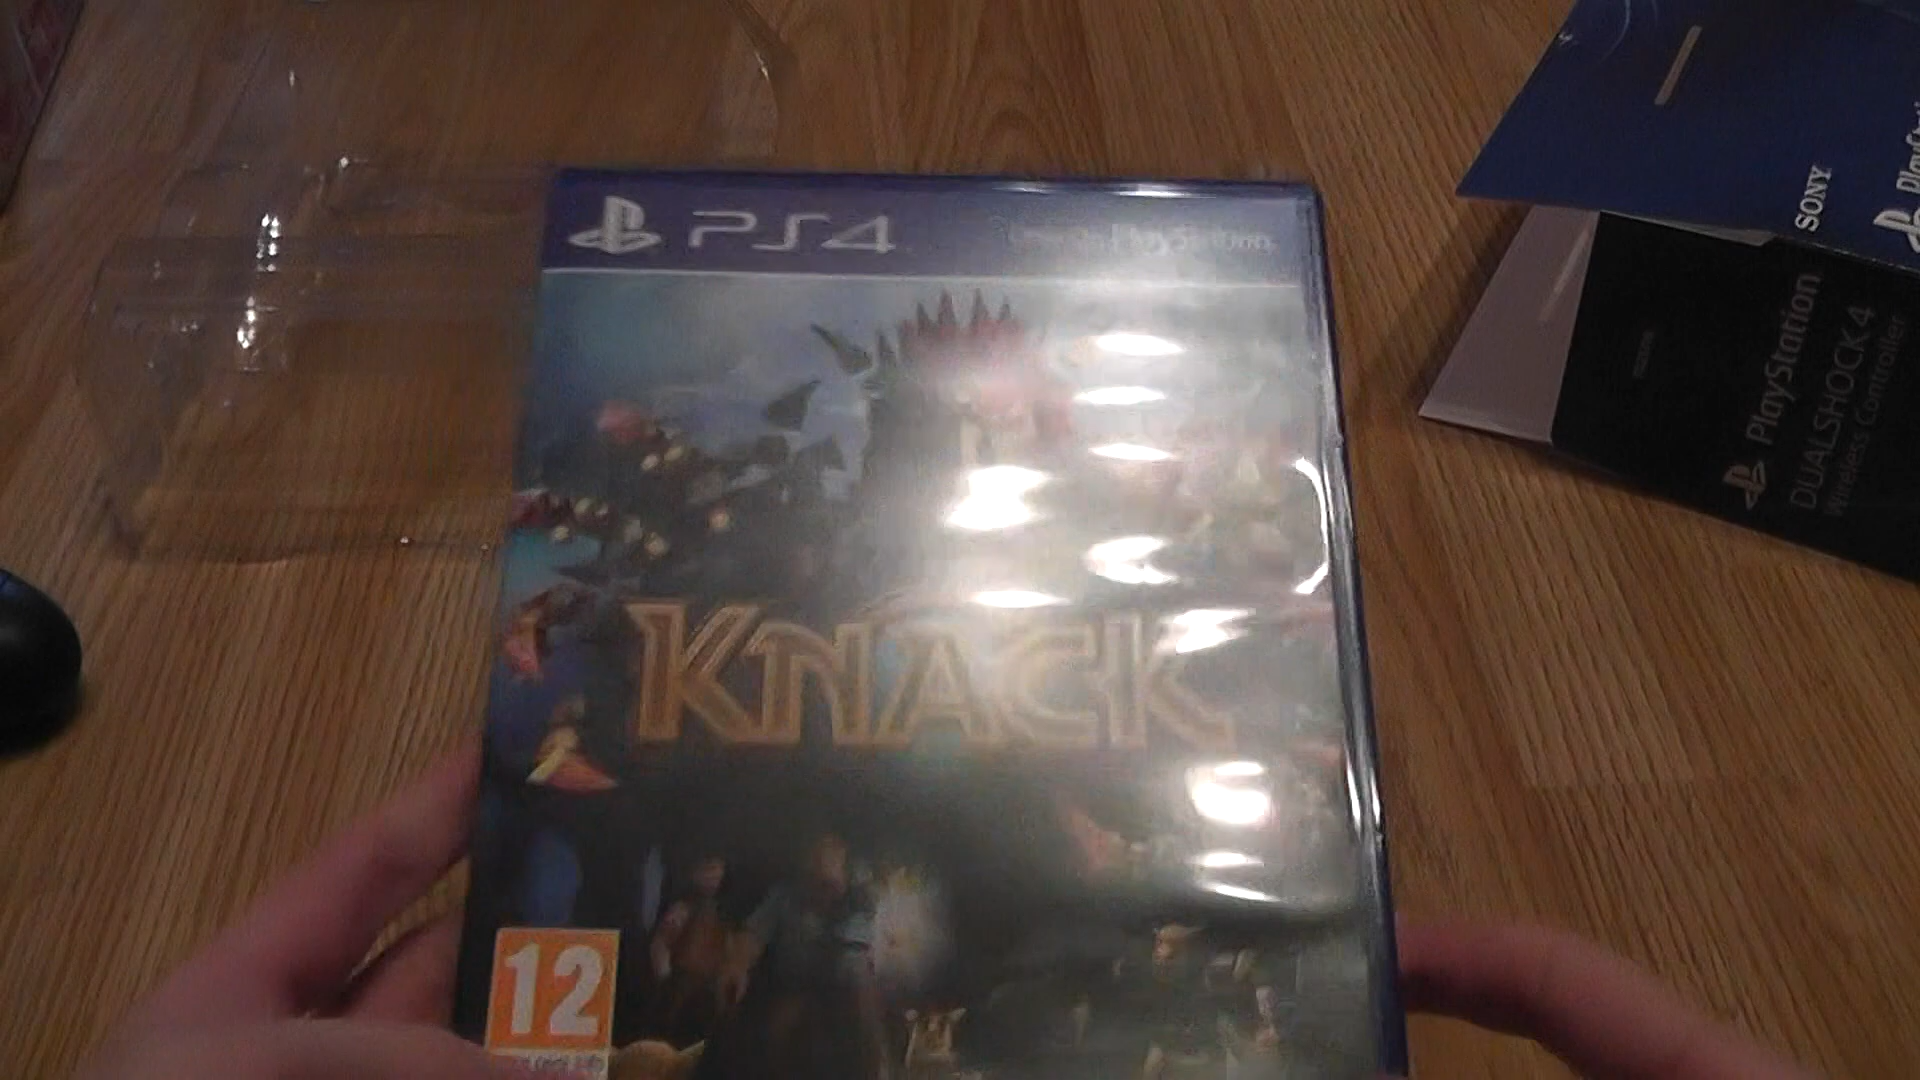 PS4
KNACK
12
SONY
PlayStation
DUALSHOCK 4
Wireless Controller